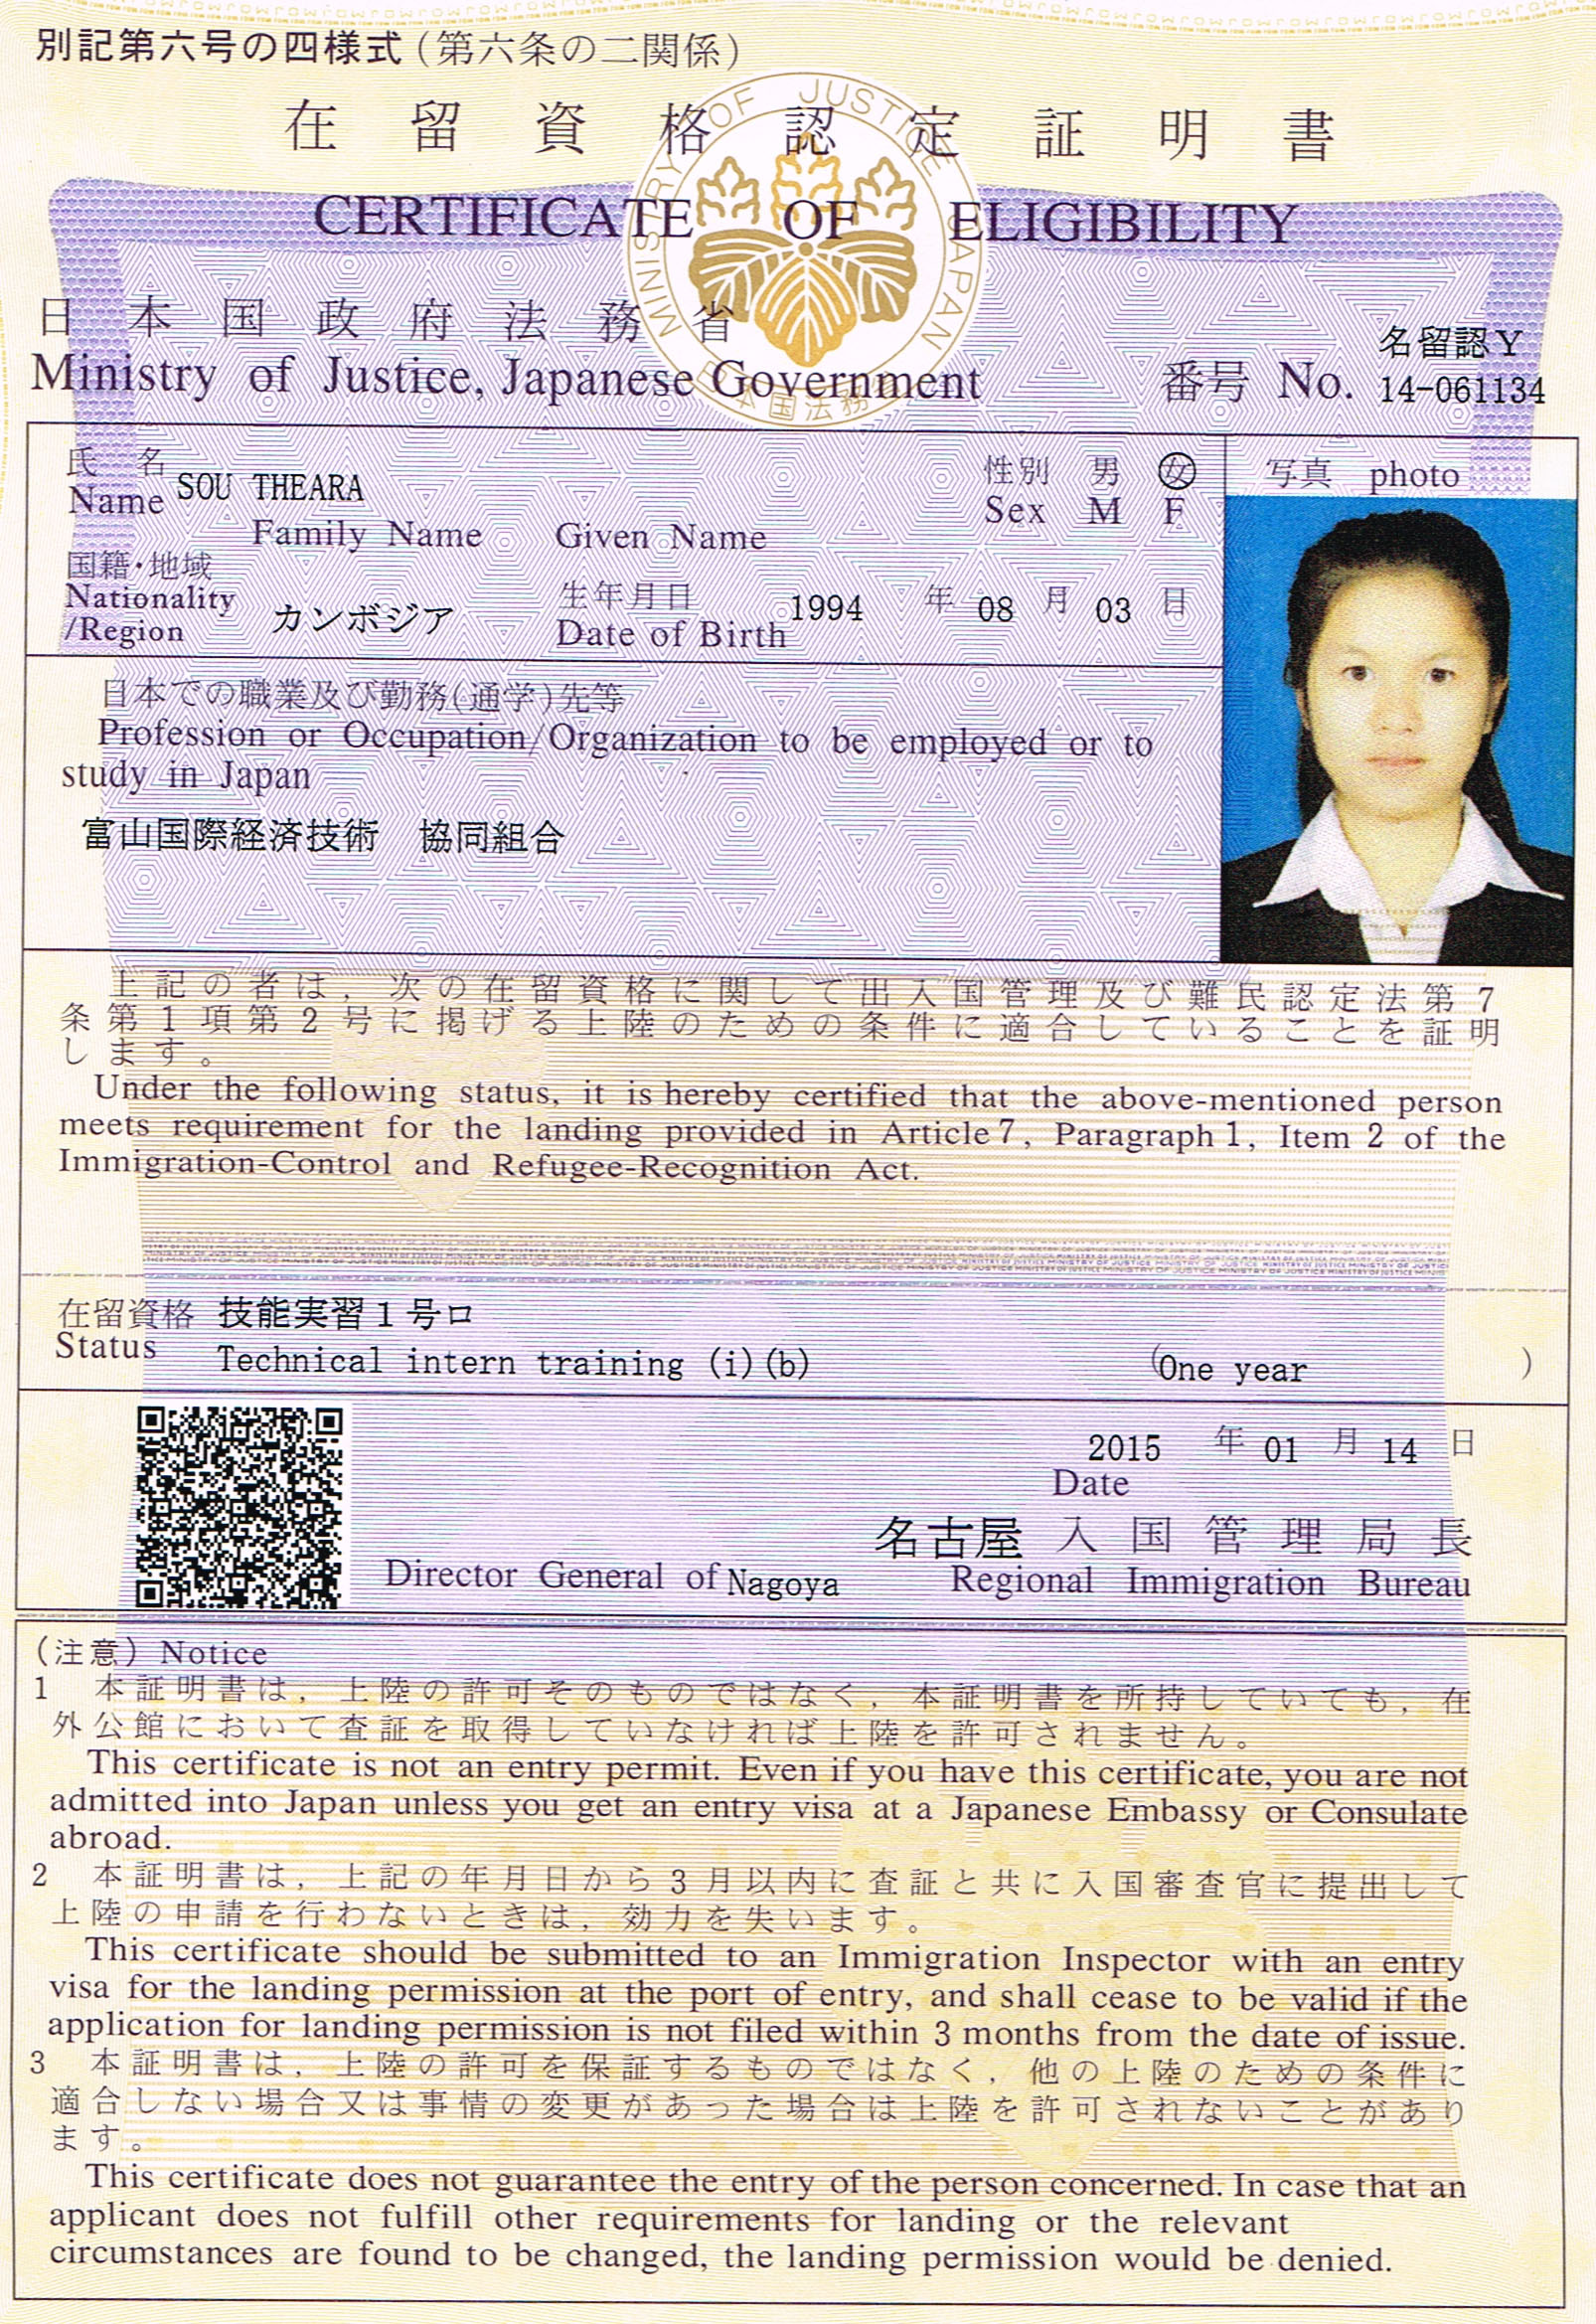 別記第六号の四様式(第六条の二関係)
在留資格認定証明書
CERTIFICATE OF ELIGIBILITY
MINISTRY OF JUSTICE JAPAN
日本国政府法務省
名留認Y
Ministry of Justice, Japanese Government 番号 No. 14-061134
氏名 性別 男 女 写真 photo
Name SOU THEARA Sex M F
Family Name Given Name
国籍・地域 生年月日 1994 年 08 月 03 日
Nationality カンボジア Date of Birth
/Region
日本での職業及び勤務(通学)先等
Profession or Occupation/Organization to be employed or to
study in Japan
富山国際経済技術 協同組合
上記の者は,次の在留資格に関して出入国管理及び難民認定法第7
条第1項第2号に掲げる上陸のための条件に適合していることを証明
します。
Under the following status, it is hereby certified that the above-mentioned person
meets requirement for the landing provided in Article 7, Paragraph 1, Item 2 of the
Immigration-Control and Refugee-Recognition Act.
在留資格 技能実習1号ロ
Status Technical intern training (i)(b) (One year )
2015 年 01 月 14 日
Date
名古屋 入国管理局長
Director General of Nagoya Regional Immigration Bureau
(注意) Notice
1 本証明書は,上陸の許可そのものではなく,本証明書を所持していても,在
外公館において査証を取得していなければ上陸を許可されません。
This certificate is not an entry permit. Even if you have this certificate, you are not
admitted into Japan unless you get an entry visa at a Japanese Embassy or Consulate
abroad.
2 本証明書は,上記の年月日から3月以内に査証と共に入国審査官に提出して
上陸の申請を行わないときは,効力を失います。
This certificate should be submitted to an Immigration Inspector with an entry
visa for the landing permission at the port of entry, and shall cease to be valid if the
application for landing permission is not filed within 3 months from the date of issue.
3 本証明書は,上陸の許可を保証するものではなく,他の上陸のための条件に
適合しない場合又は事情の変更があった場合は上陸を許可されないことがあり
ます。
This certificate does not guarantee the entry of the person concerned. In case that an
applicant does not fulfill other requirements for landing or the relevant
circumstances are found to be changed, the landing permission would be denied.